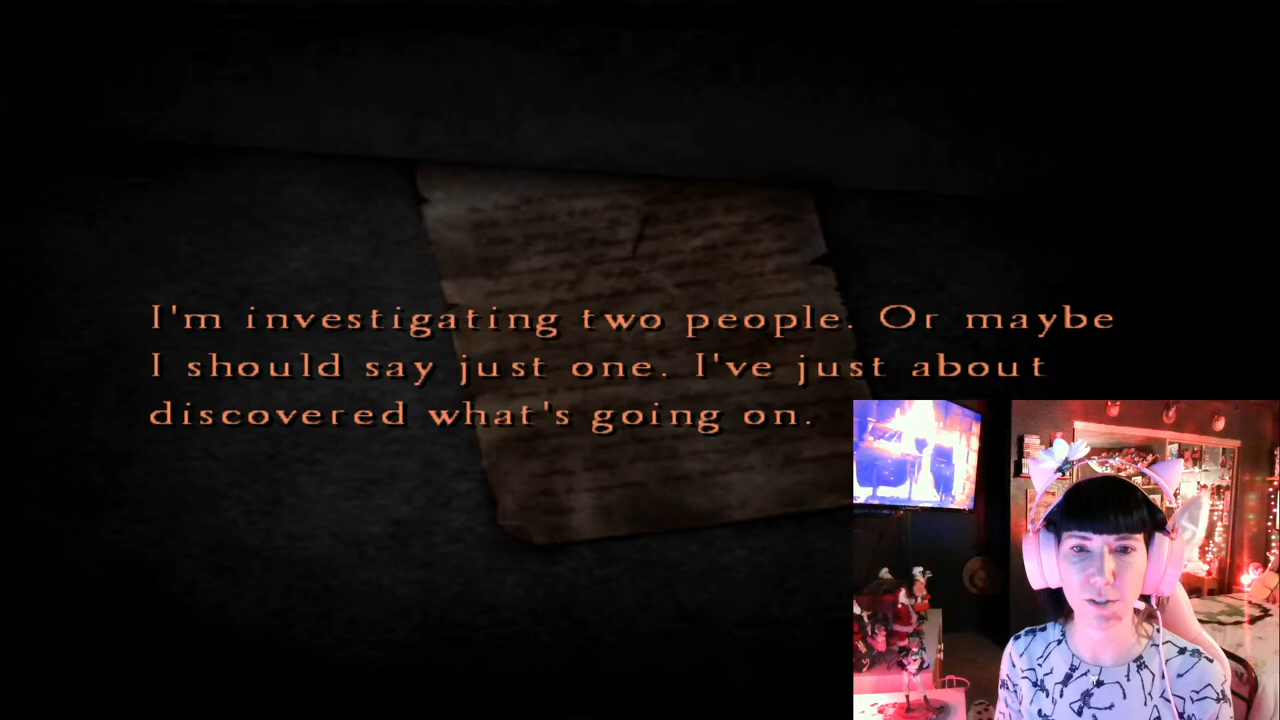 I'm investigating two people. Or maybe
I should say just one. I've just about
discovered what's going on.